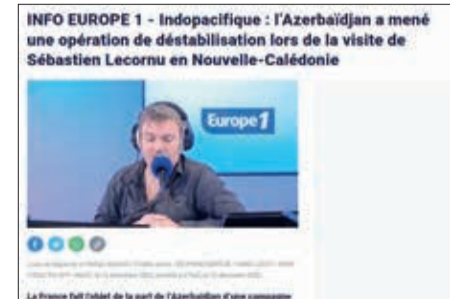 INFO EUROPE 1 - Indopacifique : l'Azerbaïdjan a mené
une opération de déstabilisation lors de la visite de
Sébastien Lecornu en Nouvelle-Calédonie
Europe 1
La France fait l'objet de la part de l'Azerbaïdjan d'une campagne